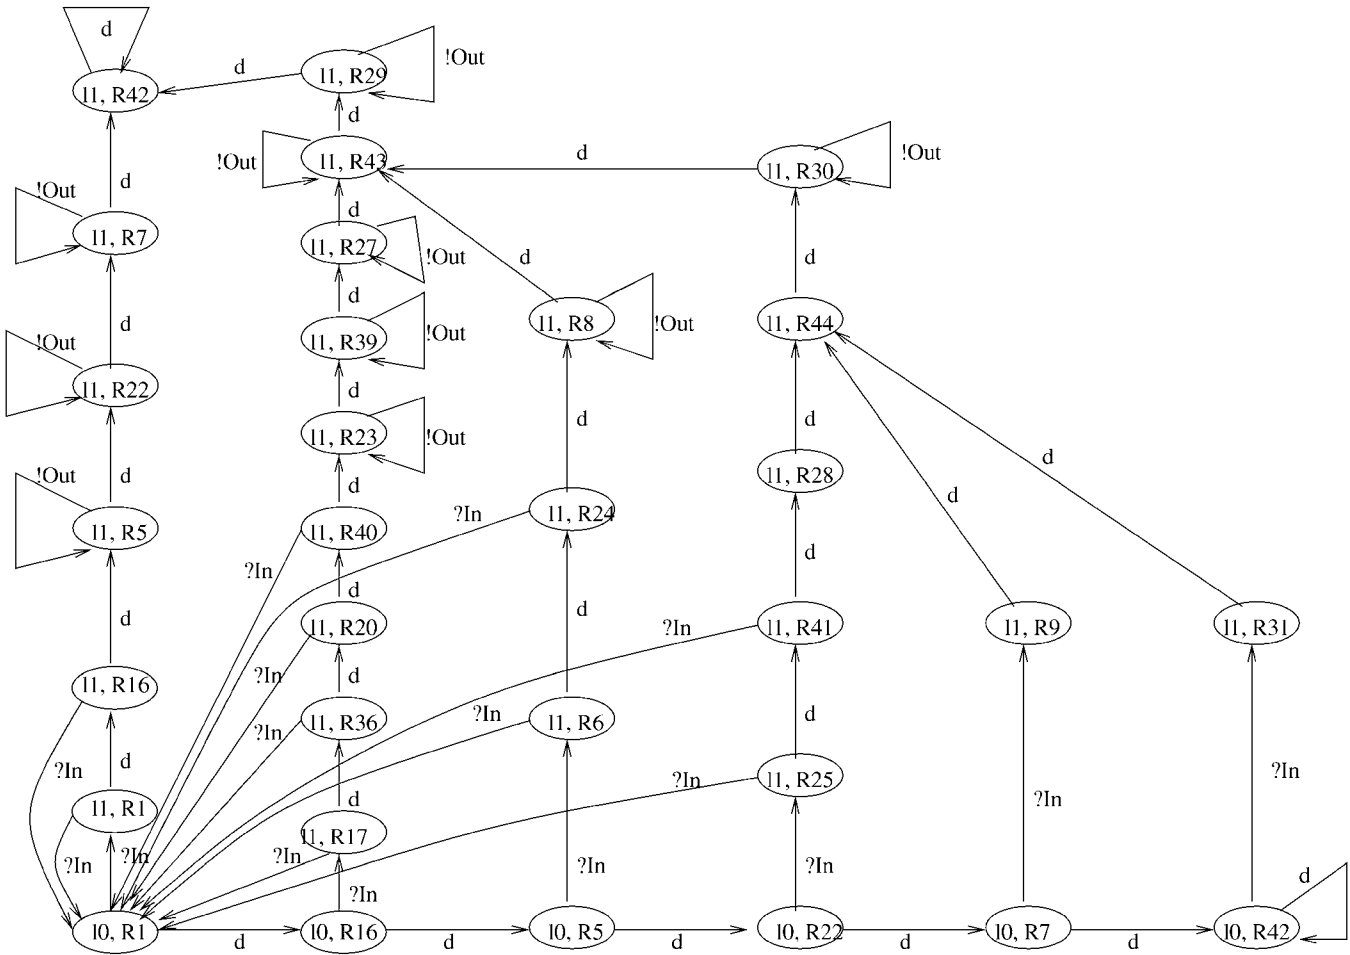 d
l1, R29
!Out
d
l1, R42
d
!Out
l1, R43
d
l1, R30
!Out
!Out
d
d
l1, R7
l1, R27
!Out
d
d
d
d
l1, R8
!Out
l1, R44
!Out
l1, R39
!Out
l1, R22
d
d
d
l1, R23
!Out
d
!Out
d
l1, R28
d
d
?In
l1, R24
l1, R5
l1, R40
d
?In
d
d
d
l1, R20
?In
l1, R41
l1, R9
l1, R31
?In
d
l1, R16
l1, R36
?In
?In
l1, R6
d
?In
d
?In
l1, R25
?In
l1, R1
d
?In
l1, R17
?In
?In
?In
?In
?In
?In
d
l0, R1
l0, R16
l0, R5
l0, R22
l0, R7
l0, R42
d
d
d
d
d